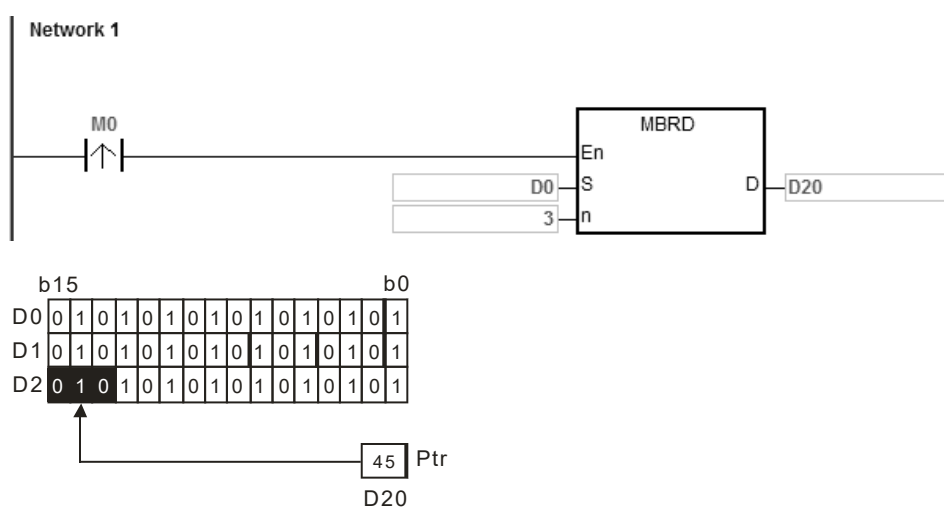 Network 1
M0
MBRD
En
D0 S D D20
3 n
b15 b0
D0 0 1 0 1 0 1 0 1 0 1 0 1 0 1 0 1
D1 0 1 0 1 0 1 0 1 0 1 0 1 0 1 0 1
D2 0 1 0 1 0 1 0 1 0 1 0 1 0 1 0 1
45 Ptr
D20